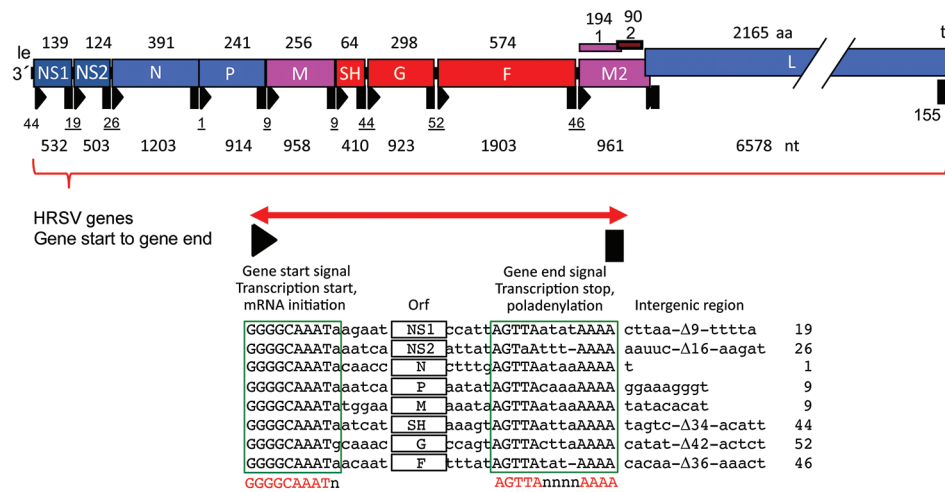 194 90
139 124 391 241 256 64 298 574 1 2 2165 aa t
le
3´ NS1 NS2 N P M SH G F M2 L
44 19 26 1 9 9 44 52 46 155
532 503 1203 914 958 410 923 1903 961 6578 nt
HRSV genes
Gene start to gene end
Gene start signal
Transcription start,
mRNA initiation
Orf
Gene end signal
Transcription stop,
poladenylation
Intergenic region
GGGGCAAATaagaat NS1 ccattAGTTAatatAAAA cttaa-Δ9-tttta 19
GGGGCAAATaaatca NS2 attatAGTaAttt-AAAA aauuc-Δ16-aagat 26
GGGGCAAATacaacc N ctttgAGTTAataaAAAA t 1
GGGGCAAATaaatca P aatatAGTTAcaaaAAAA ggaaagggt 9
GGGGCAAATatggaa M aaataAGTTAataaAAAA tatacacat 9
GGGGCAAATaatcat SH aaagtAGTTAattaAAAA tagtc-Δ34-acatt 44
GGGGCAAATgcaaac G ccagtAGTTActtaAAAA catat-Δ42-actct 52
GGGGCAAATaacaat F tttatAGTTAtat-AAAA cacaa-Δ36-aaact 46
GGGGCAAATn AGTTAnnnnAAAA